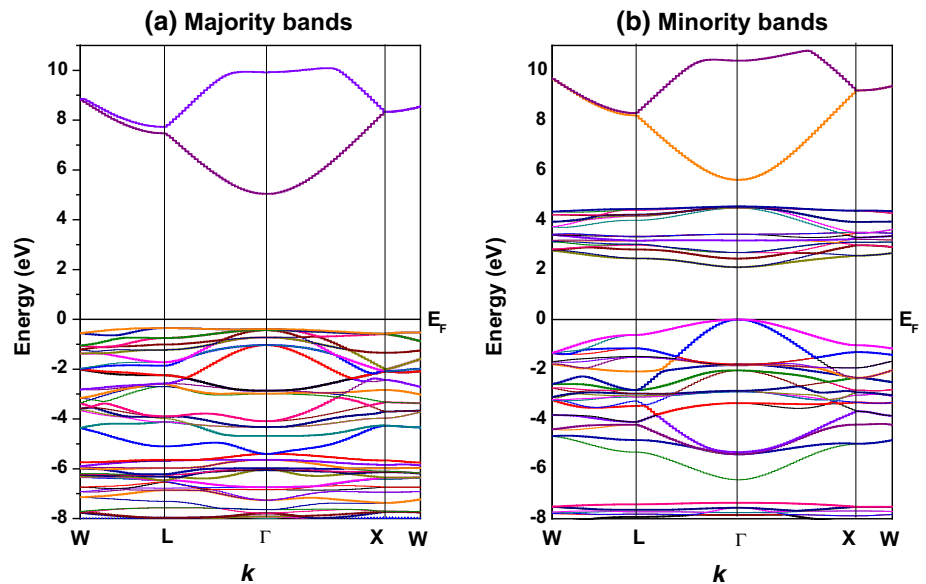 (a) Majority bands
10
8
6
4
2
0
-2
-4
-6
-8
Energy (eV)
W L Γ X W
k
E_F
(b) Minority bands
10
8
6
4
2
0
-2
-4
-6
-8
Energy (eV)
W L Γ X W
k
E_F